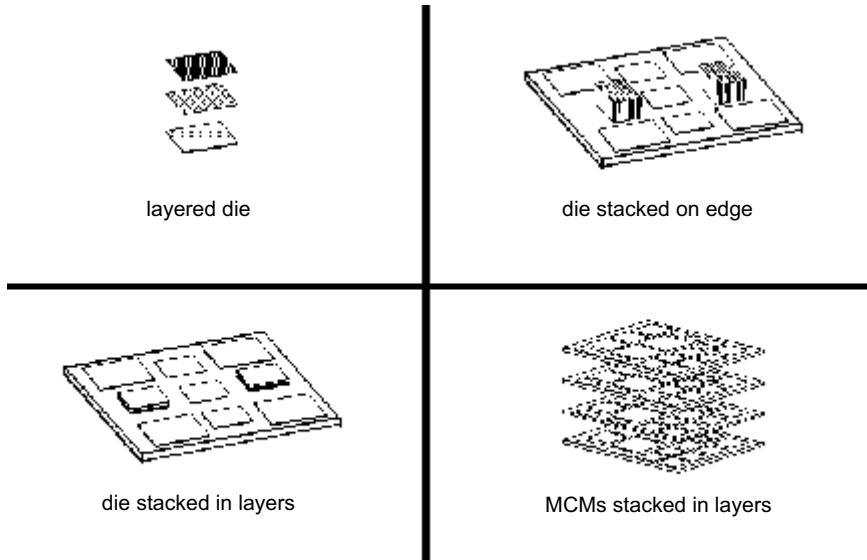 layered die
die stacked on edge
die stacked in layers
MCMs stacked in layers